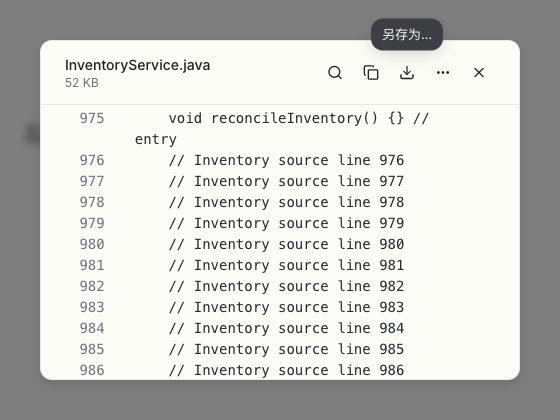 另存为...
InventoryService.java
52 KB
975 void reconcileInventory() {} //
entry
976 // Inventory source line 976
977 // Inventory source line 977
978 // Inventory source line 978
979 // Inventory source line 979
980 // Inventory source line 980
981 // Inventory source line 981
982 // Inventory source line 982
983 // Inventory source line 983
984 // Inventory source line 984
985 // Inventory source line 985
986 // Inventory source line 986